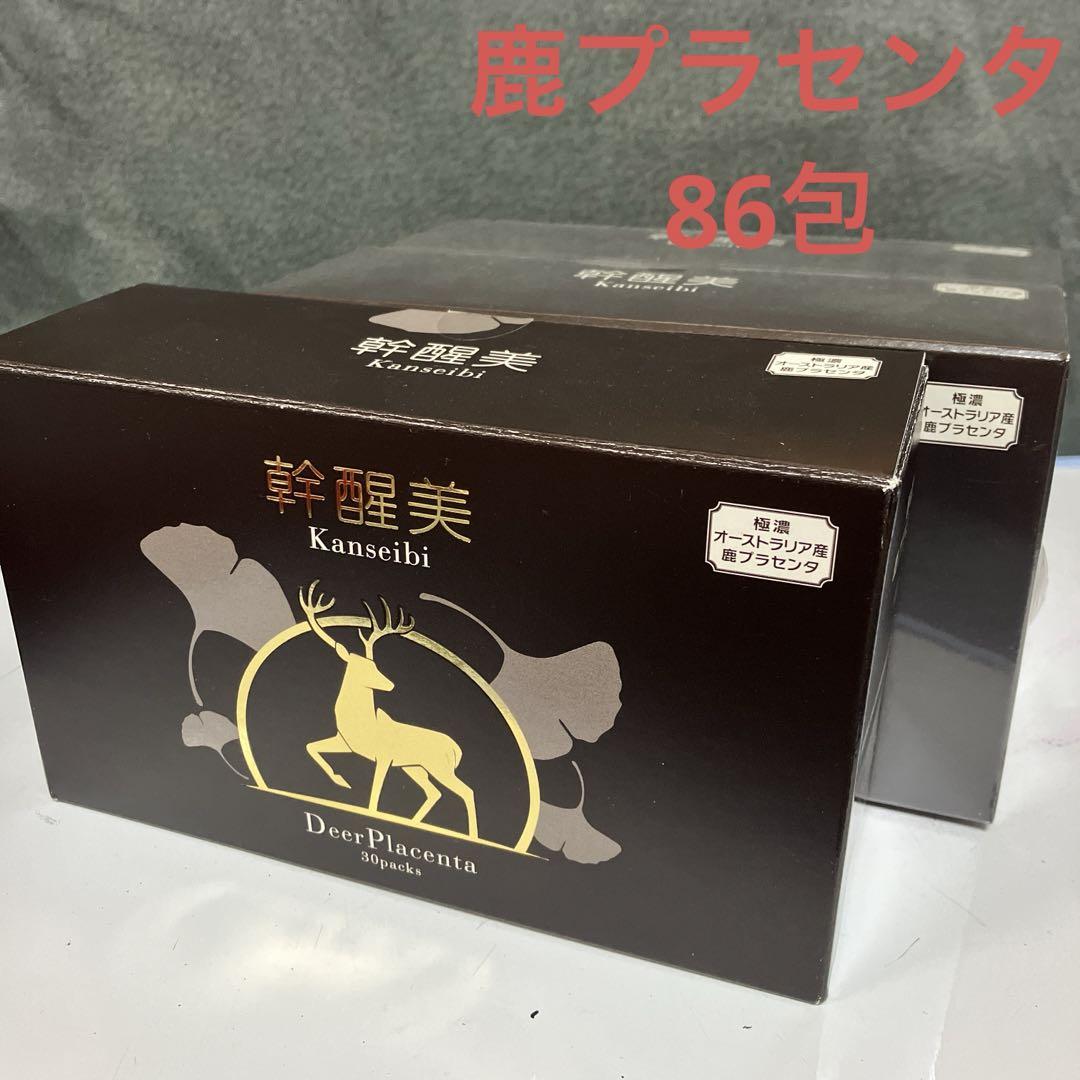 鹿プラセンタ
86包
幹醒美
Kanseibi
幹醒美
Kanseibi
極濃
オーストラリア産
鹿プラセンタ
極濃
オーストラリア産
鹿プラセンタ
幹醒美
Kanseibi
極濃
オーストラリア産
鹿プラセンタ
DeerPlacenta
30packs